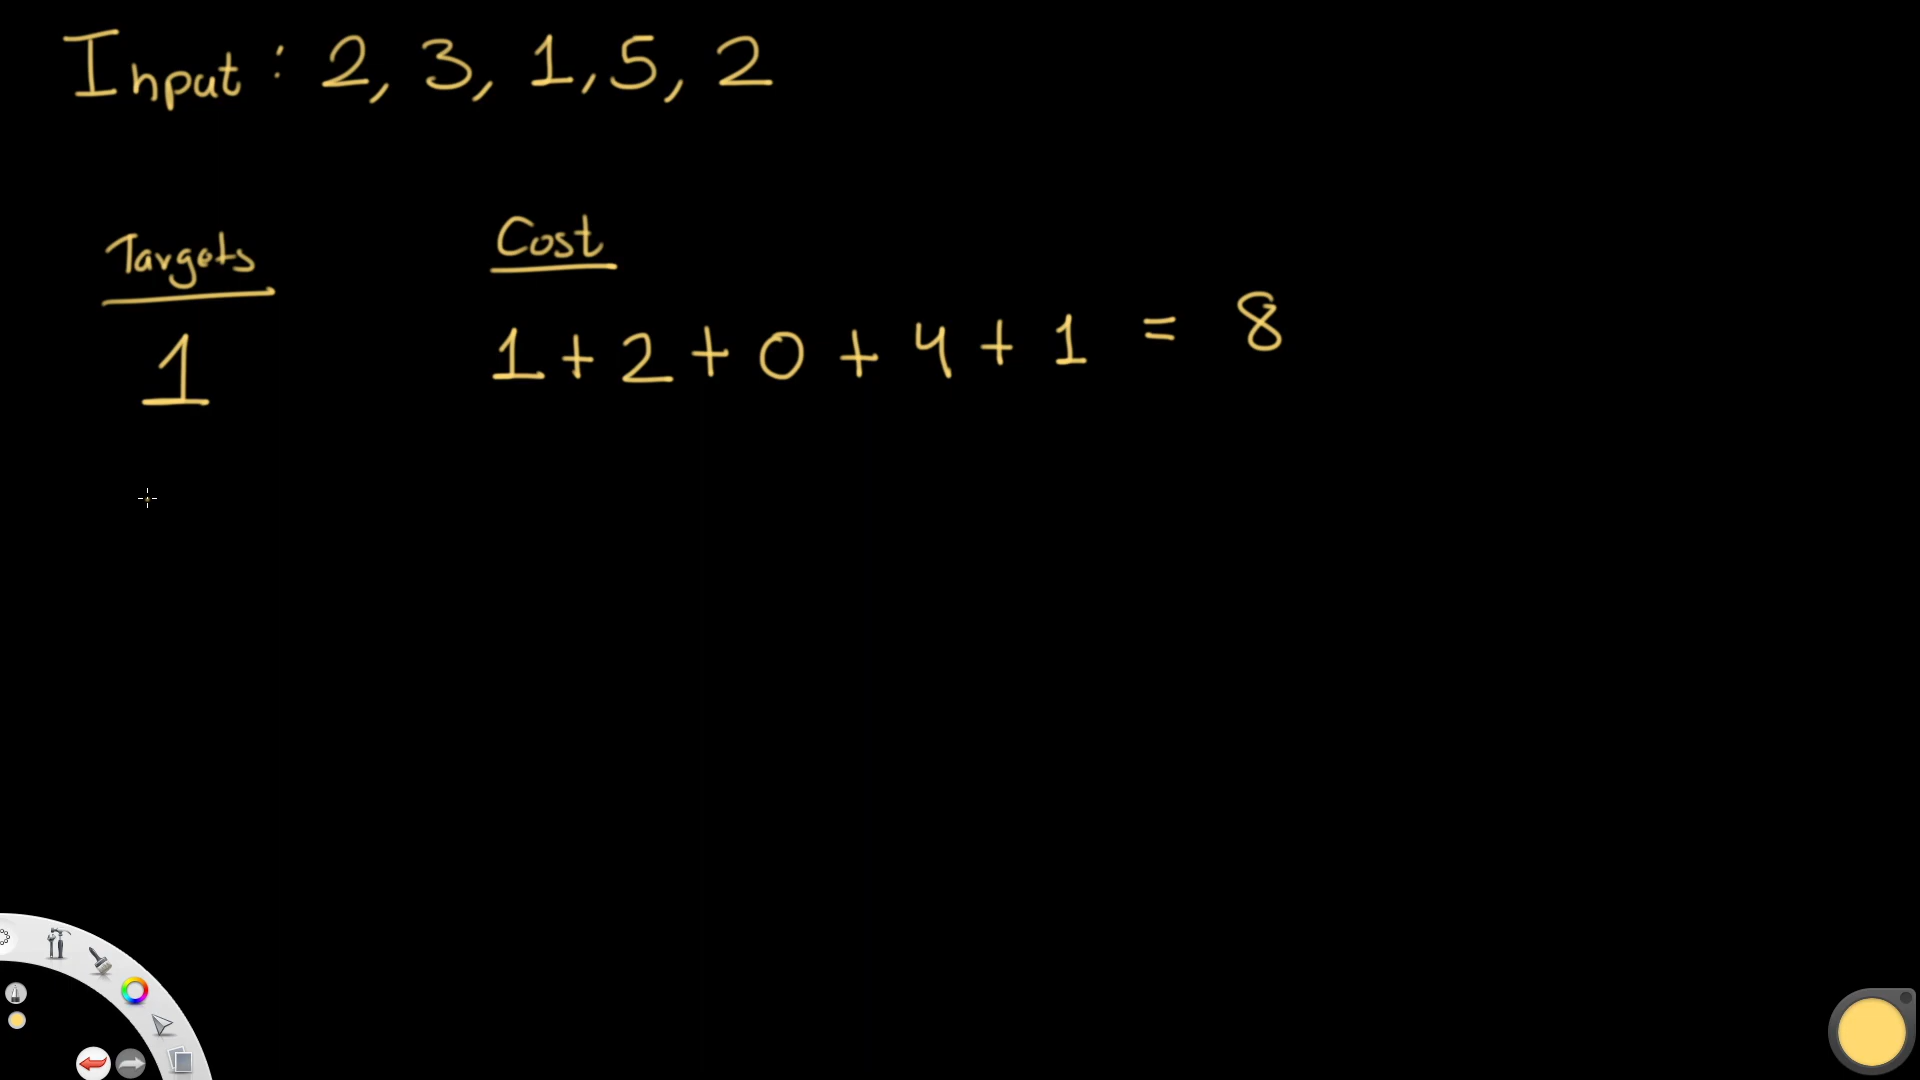 Input : 2, 3, 1, 5, 2
Targets
Cost
1
1 + 2 + 0 + 4 + 1 = 8